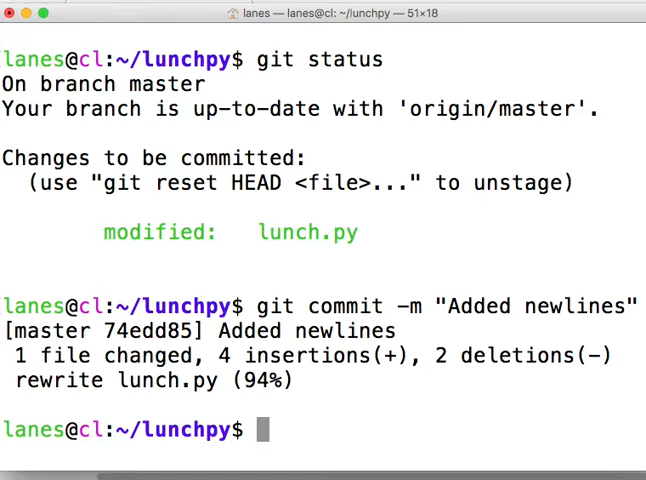 lanes — lanes@cl: ~/lunchpy — 51×18
lanes@cl:~/lunchpy$ git status
On branch master
Your branch is up-to-date with 'origin/master'.
Changes to be committed:
(use "git reset HEAD <file>..." to unstage)
modified: lunch.py
lanes@cl:~/lunchpy$ git commit -m "Added newlines"
[master 74edd85] Added newlines
1 file changed, 4 insertions(+), 2 deletions(-)
rewrite lunch.py (94%)
lanes@cl:~/lunchpy$